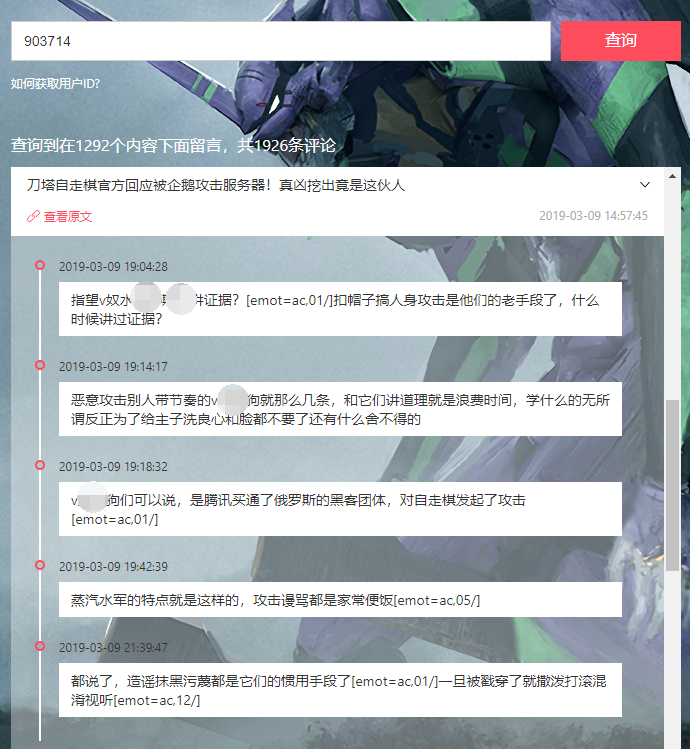 903714
查询
如何获取用户ID?
查询到在1292个内容下面留言，共1926条评论
刀塔自走棋官方回应被企鹅攻击服务器！真凶挖出竟是这伙人
查看原文
2019-03-09 14:57:45
2019-03-09 19:04:28
指望v奴水讲证据？[emot=ac,01/]扣帽子搞人身攻击是他们的老手段了，什么
时候讲过证据？
2019-03-09 19:14:17
恶意攻击别人带节奏的v狗就那么几条，和它们讲道理就是浪费时间，学什么的无所
谓反正为了给主子洗良心和脸都不要了还有什么舍不得的
2019-03-09 19:18:32
v狗们可以说，是腾讯买通了俄罗斯的黑客团体，对自走棋发起了攻击
[emot=ac,01/]
2019-03-09 19:42:39
蒸汽水军的特点就是这样的，攻击谩骂都是家常便饭[emot=ac,05/]
2019-03-09 21:39:47
都说了，造谣抹黑污蔑都是它们的惯用手段了[emot=ac,01/]一旦被戳穿了就撒泼打滚混
淆视听[emot=ac,12/]